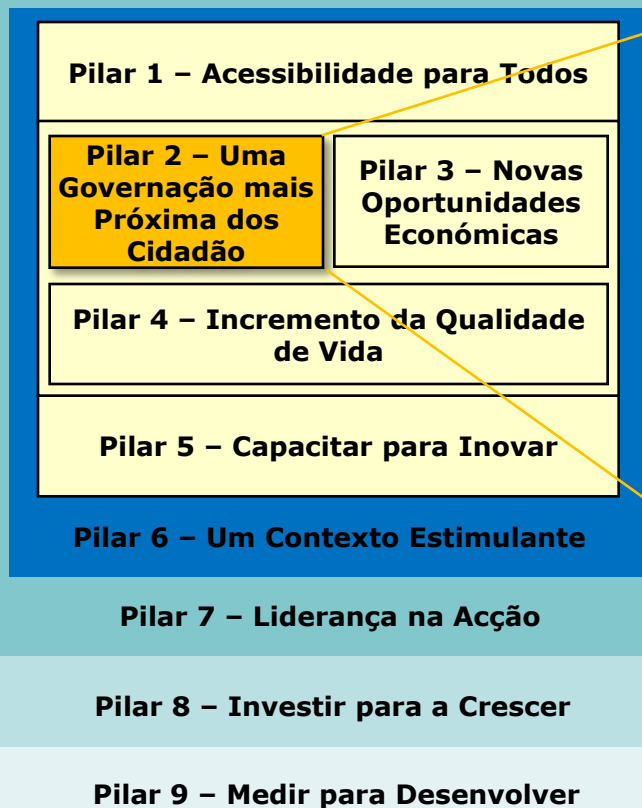 Pilar 1 – Acessibilidade para Todos
Pilar 2 – Uma
Governação mais
Próxima dos
Cidadão
Pilar 3 – Novas
Oportunidades
Económicas
Pilar 4 – Incremento da Qualidade
de Vida
Pilar 5 – Capacitar para Inovar
Pilar 6 – Um Contexto Estimulante
Pilar 7 – Liderança na Acção
Pilar 8 – Investir para a Crescer
Pilar 9 – Medir para Desenvolver